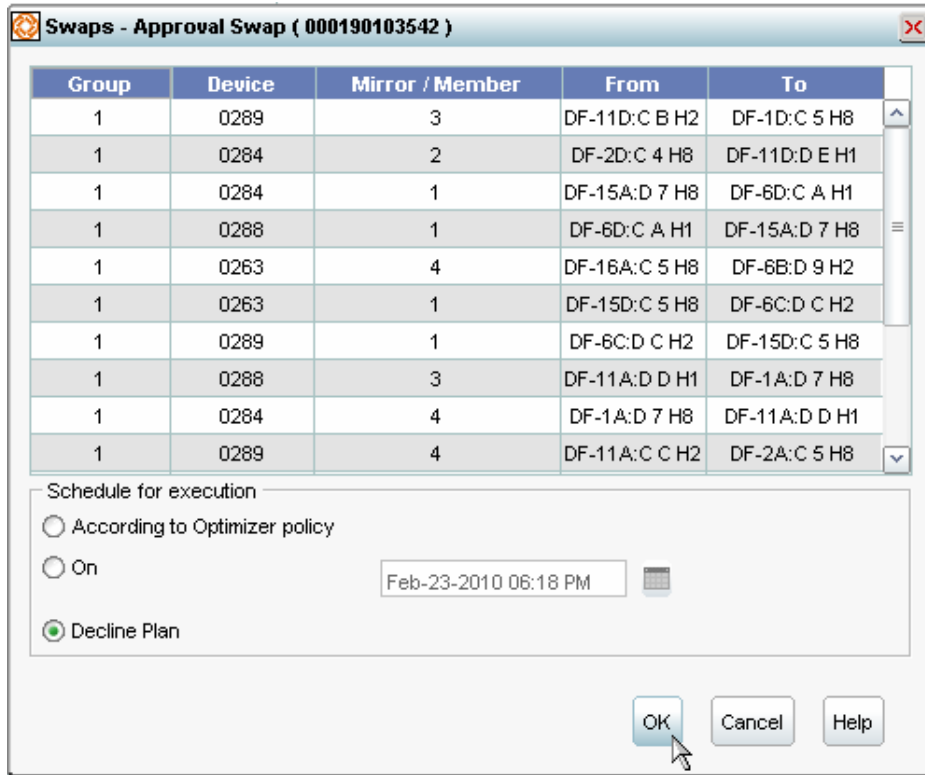 Swaps - Approval Swap ( 000190103542 )
Group Device Mirror / Member From To
1 0289 3 DF-11D:C B H2 DF-1D:C 5 H8
1 0284 2 DF-2D:C 4 H8 DF-11D:D E H1
1 0284 1 DF-15A:D 7 H8 DF-6D:C A H1
1 0288 1 DF-6D:C A H1 DF-15A:D 7 H8
1 0263 4 DF-16A:C 5 H8 DF-6B:D 9 H2
1 0263 1 DF-15D:C 5 H8 DF-6C:D C H2
1 0289 1 DF-6C:D C H2 DF-15D:C 5 H8
1 0288 3 DF-11A:D D H1 DF-1A:D 7 H8
1 0284 4 DF-1A:D 7 H8 DF-11A:D D H1
1 0289 4 DF-11A:C C H2 DF-2A:C 5 H8
Schedule for execution
According to Optimizer policy
On Feb-23-2010 06:18 PM
Decline Plan
OK Cancel Help